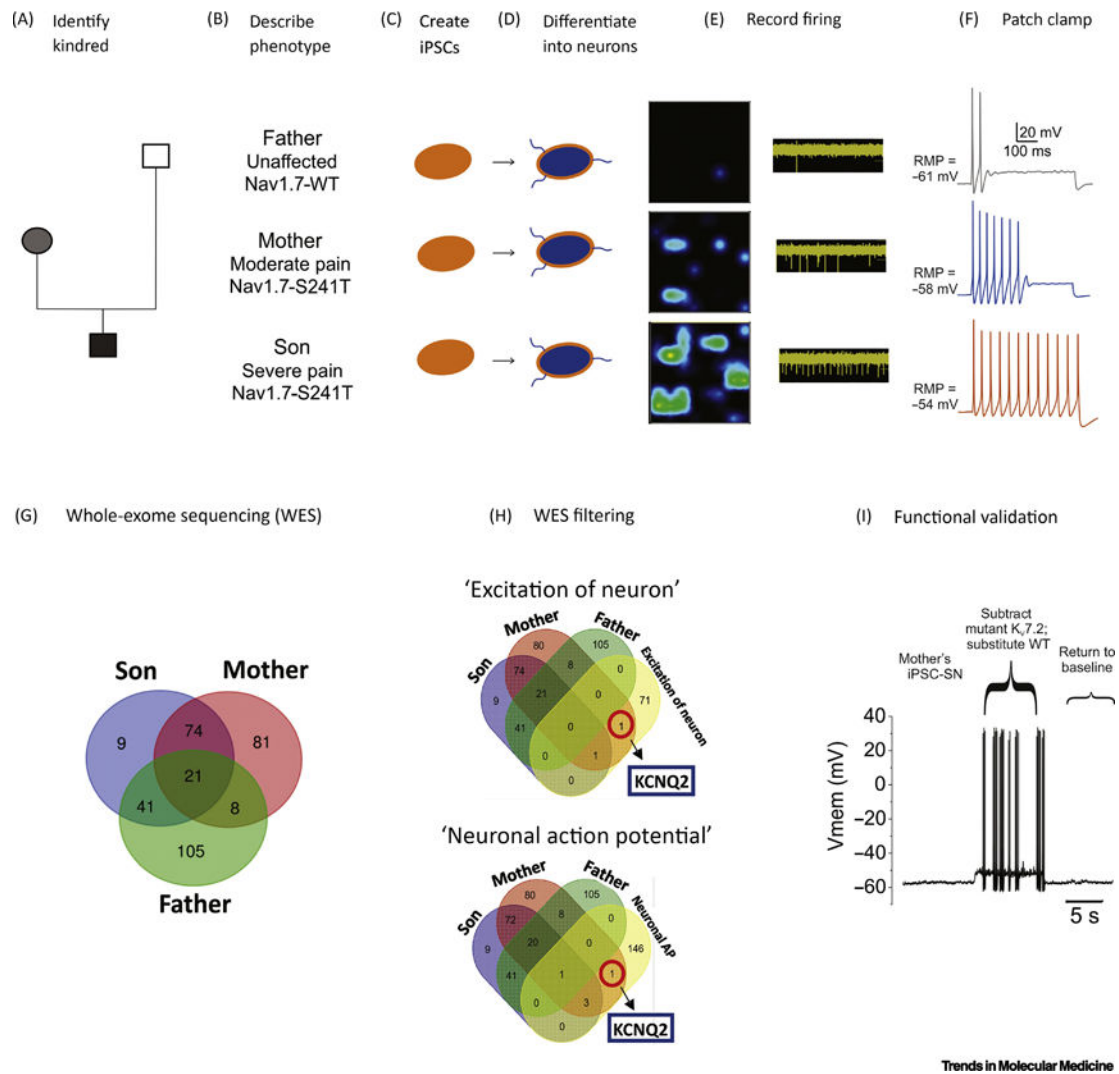 (A) Identify kindred
(B) Describe phenotype
(C) Create iPSCs
(D) Differentiate into neurons
(E) Record firing
(F) Patch clamp
Father
Unaffected
Nav1.7-WT
20 mV
100 ms
RMP =
–61 mV
Mother
Moderate pain
Nav1.7-S241T
RMP =
–58 mV
Son
Severe pain
Nav1.7-S241T
RMP =
–54 mV
(G) Whole-exome sequencing (WES)
Son
Mother
9
74
81
21
41
8
105
Father
(H) WES filtering
‘Excitation of neuron’
Mother
Father
Son
Excitation of neuron
80
105
74
8
0
9
21
0
71
41
0
1
0
1
0
KCNQ2
‘Neuronal action potential’
Mother
Father
Son
Neuronal AP
80
105
72
8
0
9
20
0
146
41
1
1
0
3
0
KCNQ2
(I) Functional validation
Subtract
mutant Kv7.2;
substitute WT
Mother's
iPSC-SN
Return to
baseline
Vmem (mV)
40
20
0
–20
–40
–60
5 s
Trends in Molecular Medicine